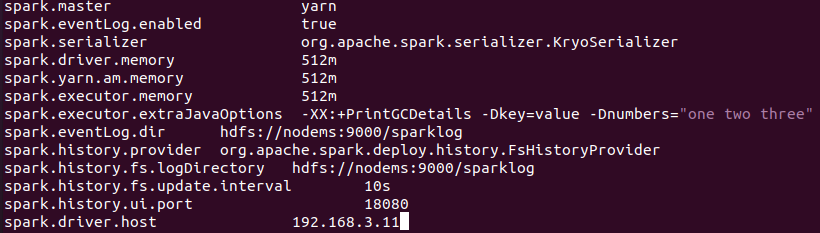 spark.master yarn
spark.eventLog.enabled true
spark.serializer org.apache.spark.serializer.KryoSerializer
spark.driver.memory 512m
spark.yarn.am.memory 512m
spark.executor.memory 512m
spark.executor.extraJavaOptions -XX:+PrintGCDetails -Dkey=value -Dnumbers="one two three"
spark.eventLog.dir hdfs://nodems:9000/sparklog
spark.history.provider org.apache.spark.deploy.history.FsHistoryProvider
spark.history.fs.logDirectory hdfs://nodems:9000/sparklog
spark.history.fs.update.interval 10s
spark.history.ui.port 18080
spark.driver.host 192.168.3.11